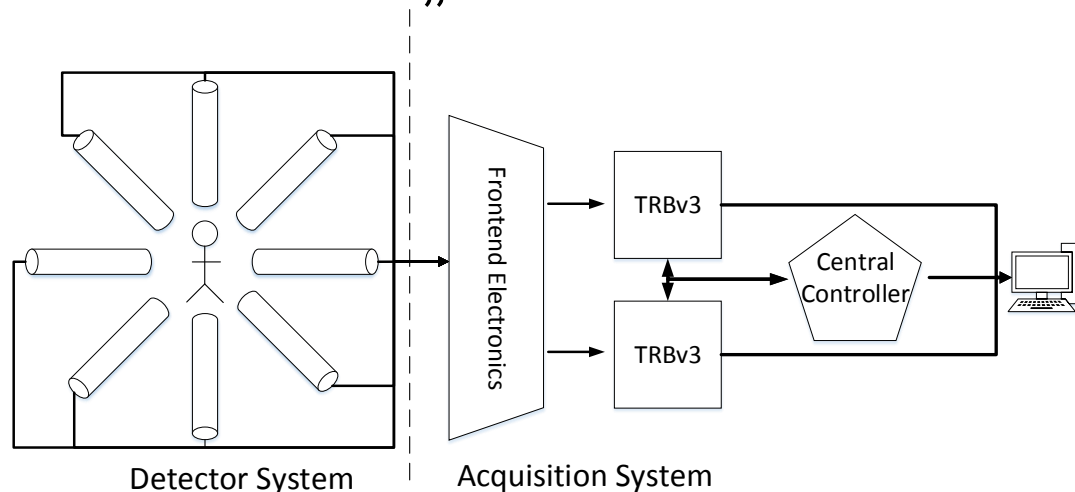 ”
Frontend Electronics
TRBv3
Central
Controller
TRBv3
Detector System
Acquisition System